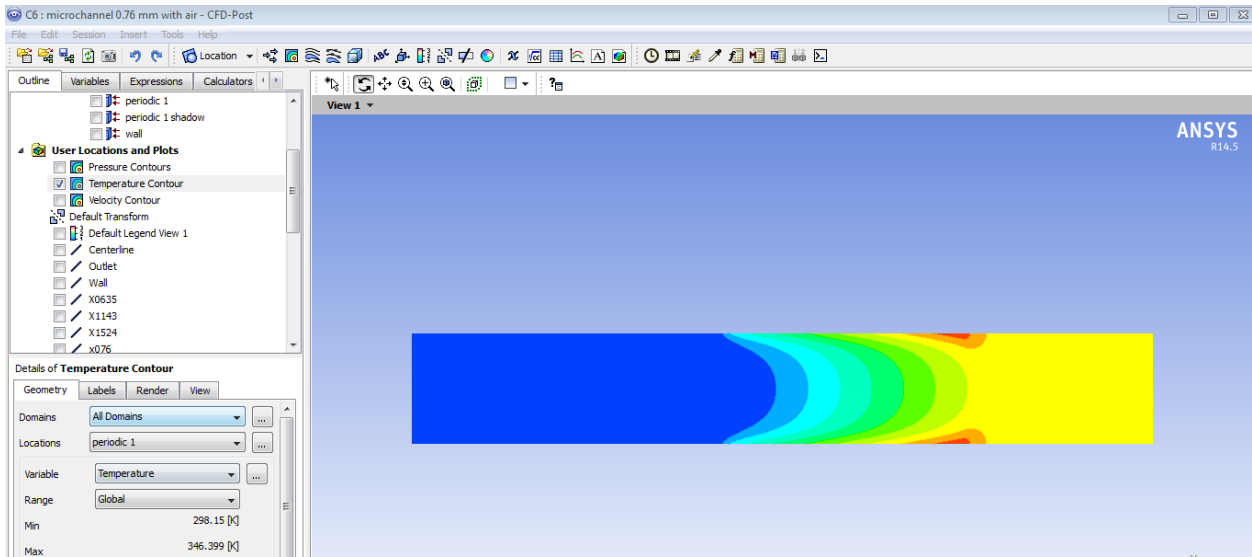 C6 : microchannel 0.76 mm with air - CFD-Post
File Edit Session Insert Tools Help
Location
Outline Variables Expressions Calculators
periodic 1
periodic 1 shadow
wall
User Locations and Plots
Pressure Contours
Temperature Contour
Velocity Contour
Default Transform
Default Legend View 1
Centerline
Outlet
Wall
X0635
X1143
X1524
x076
Details of Temperature Contour
Geometry Labels Render View
Domains All Domains ...
Locations periodic 1 ...
Variable Temperature ...
Range Global
Min 298.15 [K]
Max 346.399 [K]
View 1
ANSYS
R14.5